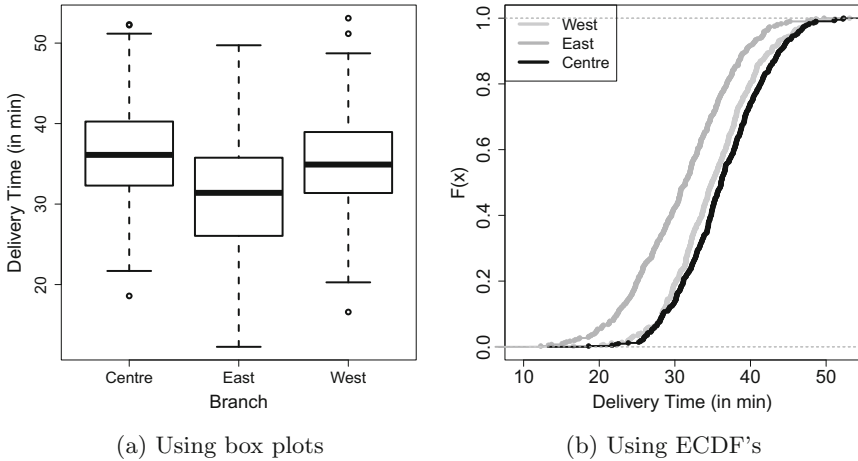 Delivery Time (in min)
50
40
30
20
Centre
East
West
Branch
(a) Using box plots
West
East
Centre
F(x)
1.0
0.8
0.6
0.4
0.2
0.0
10
20
30
40
50
Delivery Time (in min)
(b) Using ECDF's